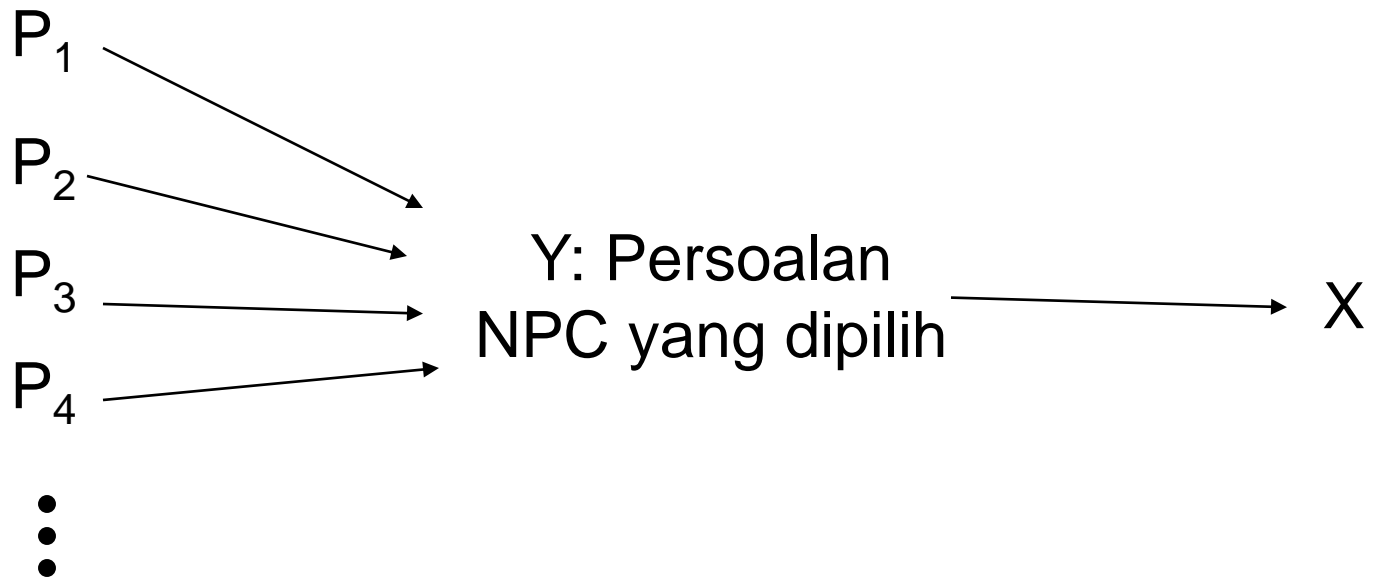 P₁
P₂
P₃
P₄
Y: Persoalan
NPC yang dipilih
X